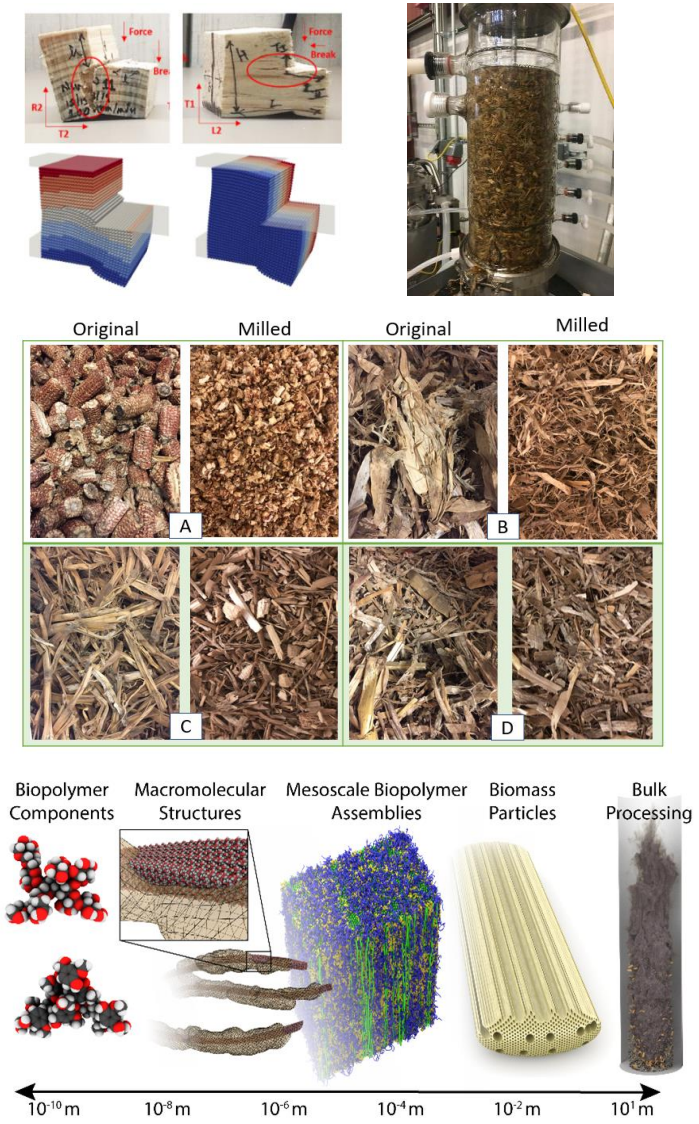 Force
Break
R2
T2
H
Force
Break
T1
L2
L
Original
Milled
Original
Milled
A
B
C
D
Biopolymer
Components
Macromolecular
Structures
Mesoscale Biopolymer
Assemblies
Biomass
Particles
Bulk
Processing
10⁻¹⁰ m
10⁻⁸ m
10⁻⁶ m
10⁻⁴ m
10⁻² m
10¹ m